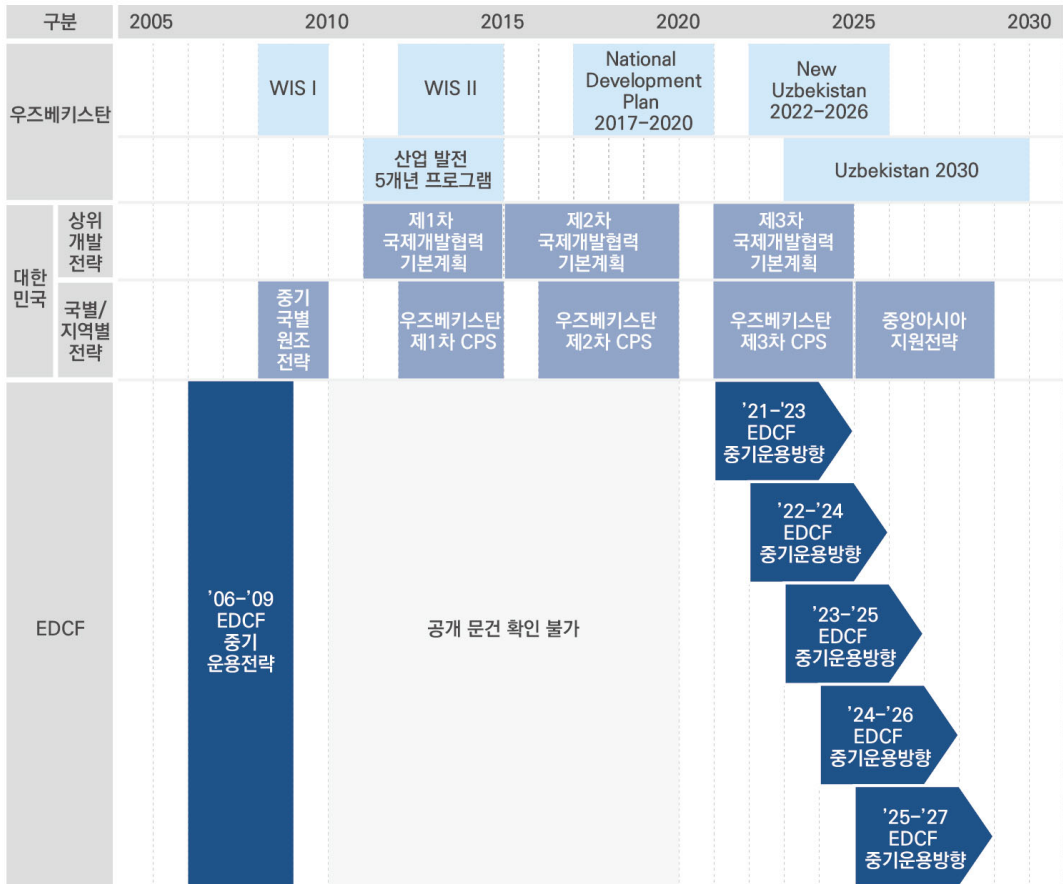 구분 2005 2010 2015 2020 2025 2030
우즈베키스탄
WIS I
WIS II
National
Development
Plan
2017-2020
New
Uzbekistan
2022-2026
산업 발전
5개년 프로그램
Uzbekistan 2030
대한
민국
상위
개발
전략
제1차
국제개발협력
기본계획
제2차
국제개발협력
기본계획
제3차
국제개발협력
기본계획
국별/
지역별
전략
중기
국별
원조
전략
우즈베키스탄
제1차 CPS
우즈베키스탄
제2차 CPS
우즈베키스탄
제3차 CPS
중앙아시아
지원전략
EDCF
’06-’09
EDCF
중기
운용전략
공개 문건 확인 불가
’21-'23
EDCF
중기운용방향
’22-’24
EDCF
중기운용방향
’23-’25
EDCF
중기운용방향
’24-’26
EDCF
중기운용방향
’25-’27
EDCF
중기운용방향